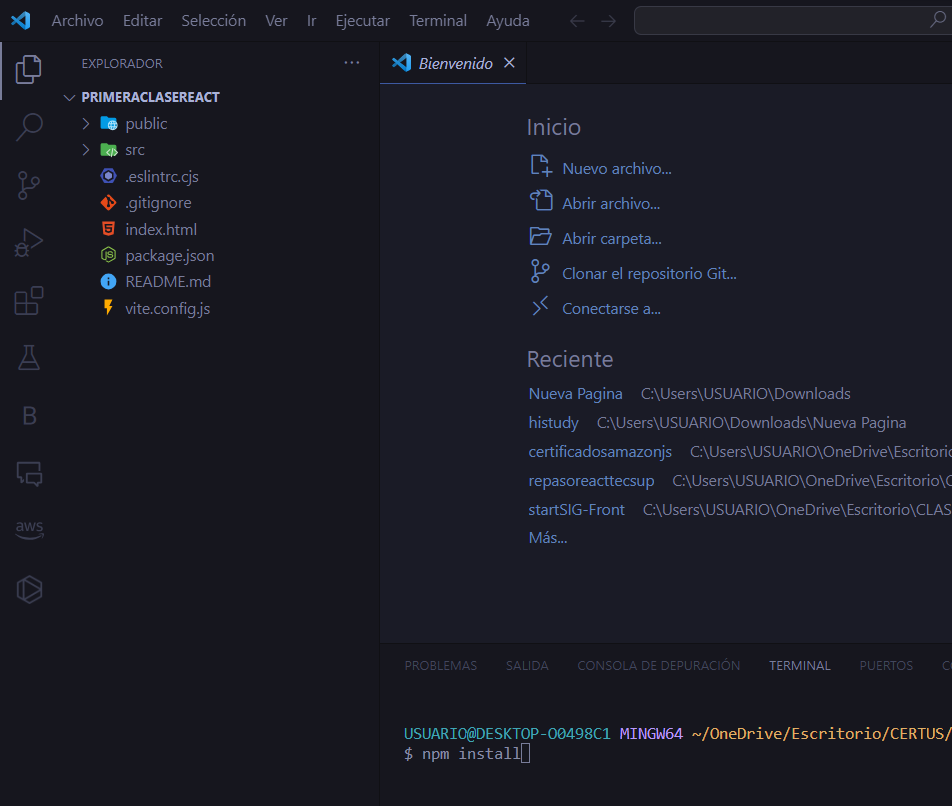 Archivo Editar Selección Ver Ir Ejecutar Terminal Ayuda
EXPLORADOR ...
Bienvenido
PRIMERACLASEREACT
public
src
.eslintrc.cjs
.gitignore
index.html
package.json
README.md
vite.config.js
B
aws
Inicio
Nuevo archivo...
Abrir archivo...
Abrir carpeta...
Clonar el repositorio Git...
Conectarse a...
Reciente
Nueva Pagina C:\Users\USUARIO\Downloads
histudy C:\Users\USUARIO\Downloads\Nueva Pagina
certificadosamazonjs C:\Users\USUARIO\OneDrive\Escritorio
repasoreacttecsup C:\Users\USUARIO\OneDrive\Escritorio\C
startSIG-Front C:\Users\USUARIO\OneDrive\Escritorio\CLAS
Más...
PROBLEMAS SALIDA CONSOLA DE DEPURACIÓN TERMINAL PUERTOS CO
USUARIO@DESKTOP-O0498C1 MINGW64 ~/OneDrive/Escritorio/CERTUS/
$ npm install